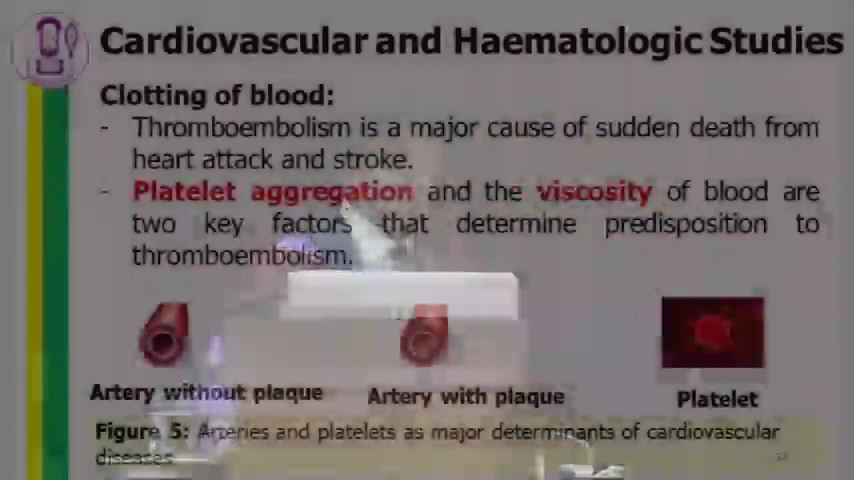 Cardiovascular and Haematologic Studies
Clotting of blood:
- Thromboembolism is a major cause of sudden death from
heart attack and stroke.
- Platelet aggregation and the viscosity of blood are
two key factors that determine predisposition to
thromboembolism.
Artery without plaque Artery with plaque Platelet
Figure 5: Arteries and platelets as major determinants of cardiovascular
diseases